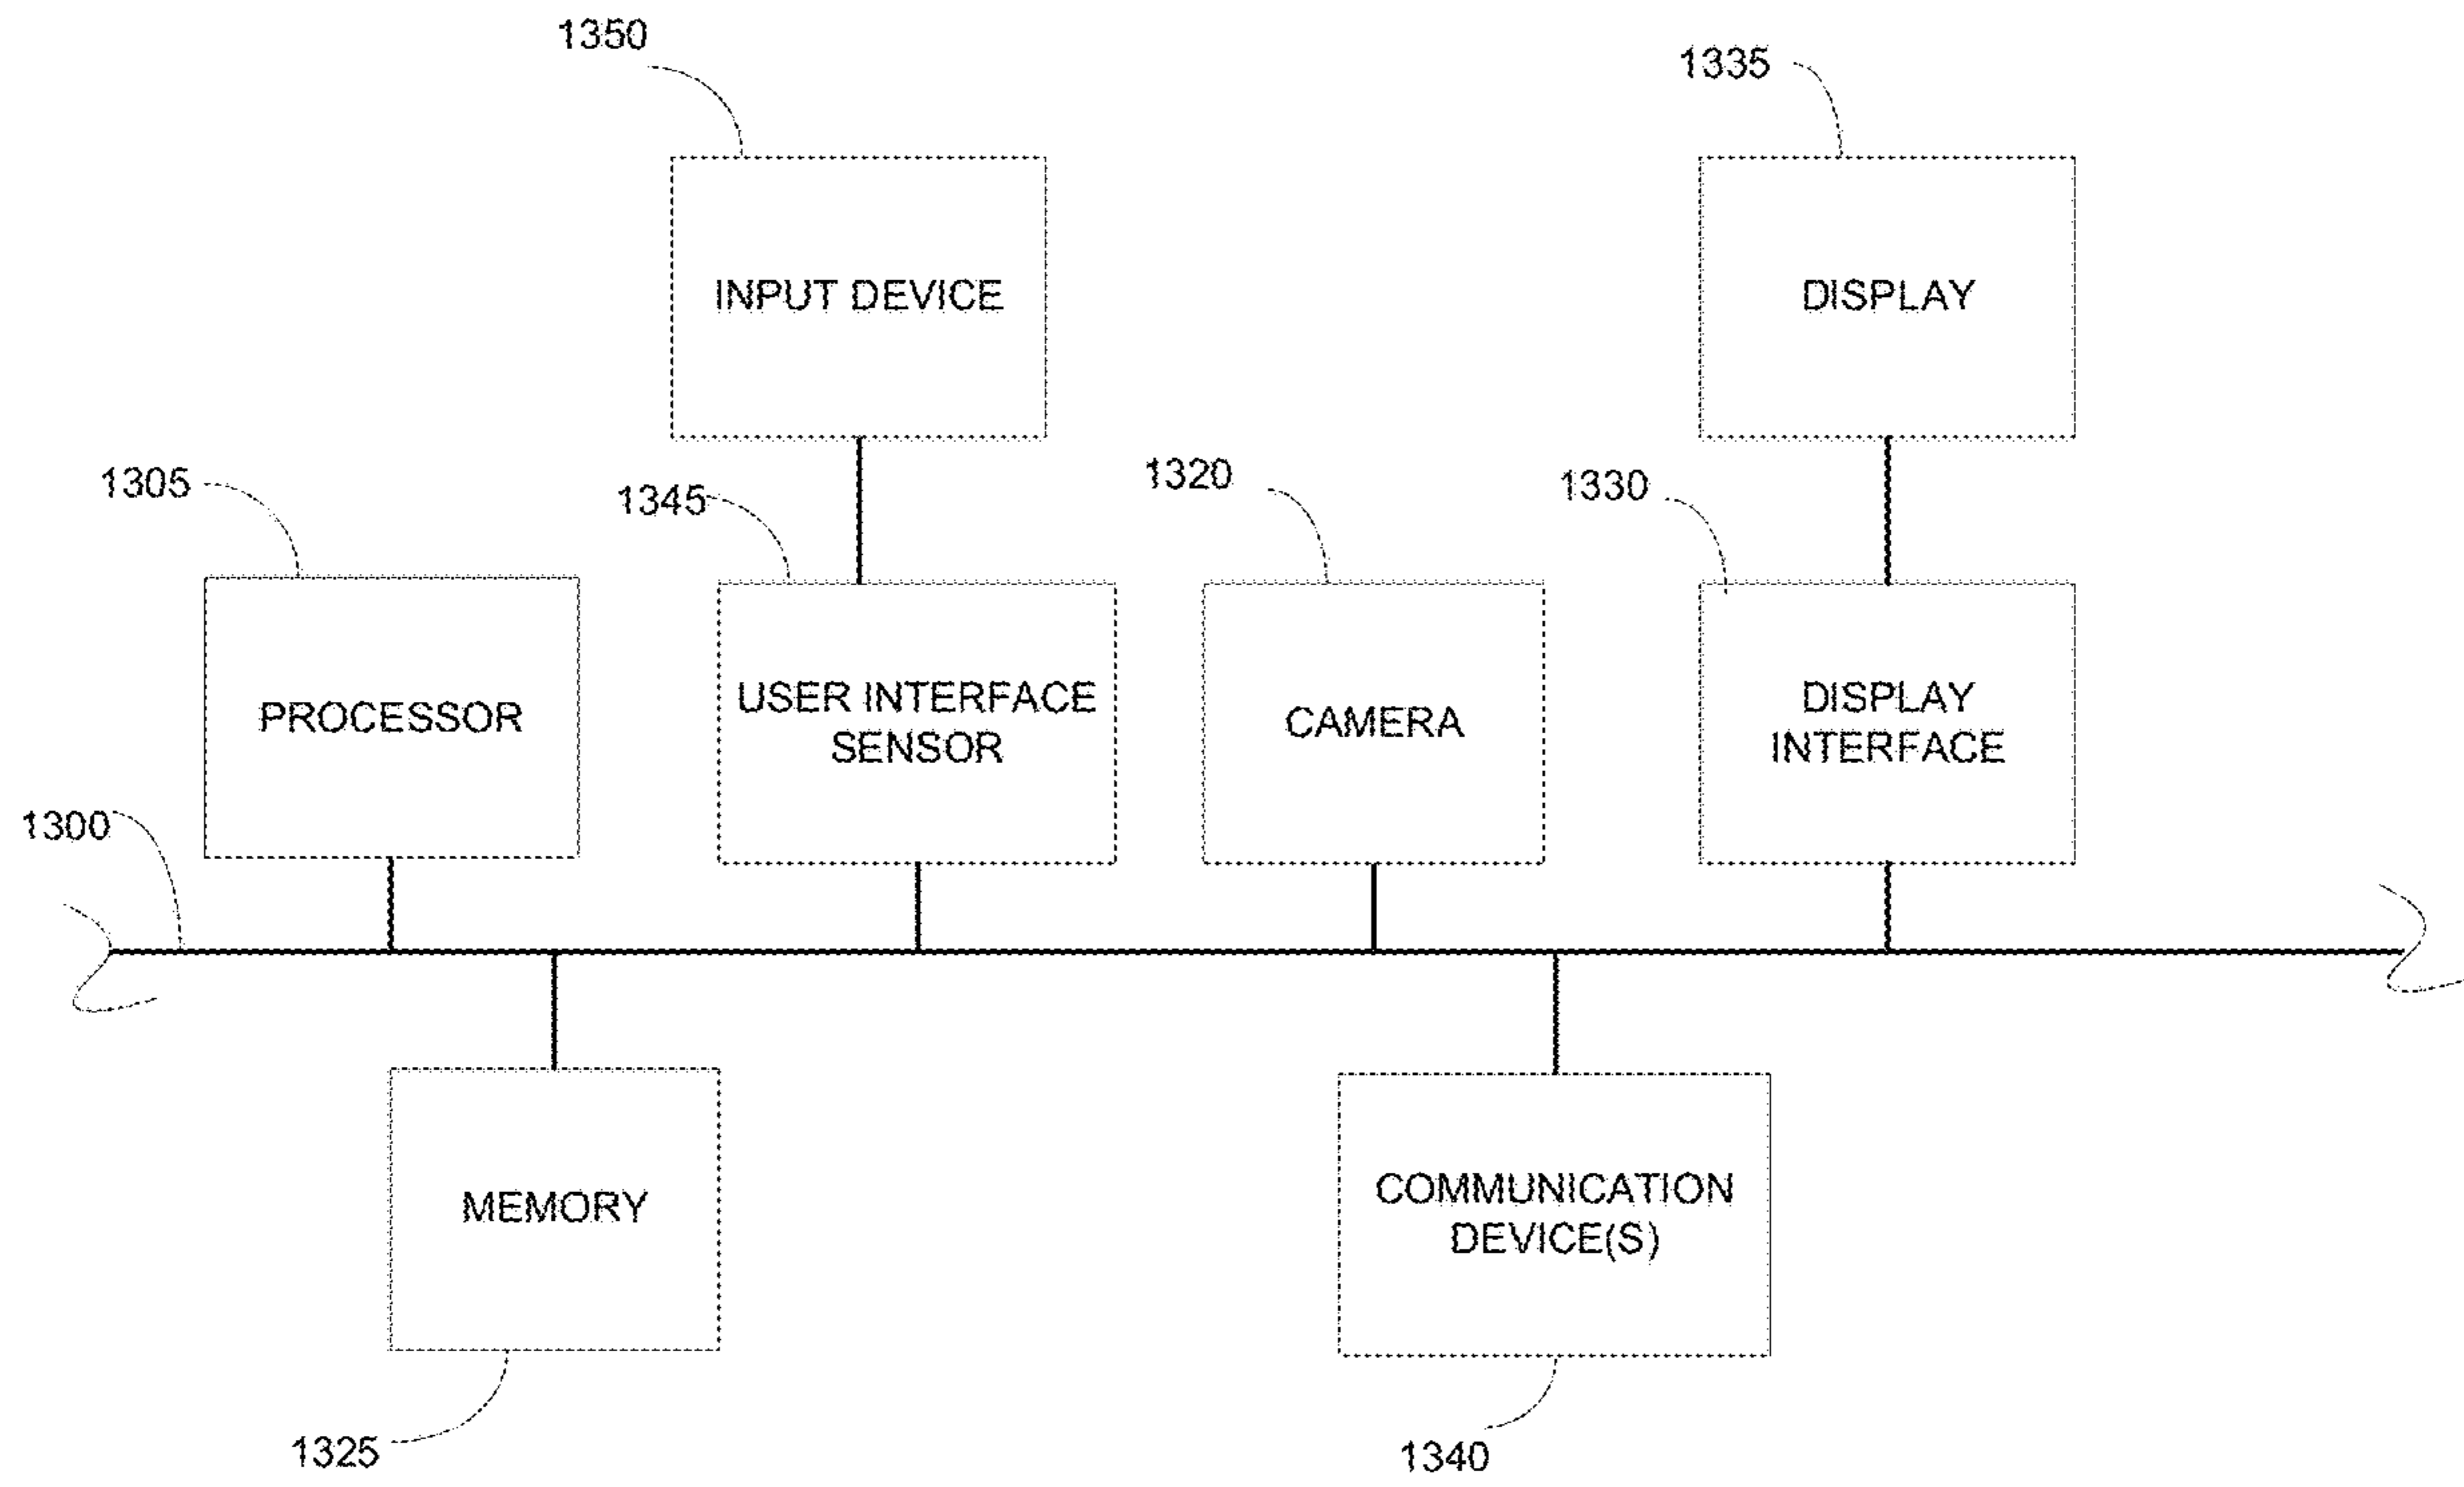 1350
1335
INPUT DEVICE
DISPLAY
1305
1345
1320
1330
PROCESSOR
USER INTERFACE
SENSOR
CAMERA
DISPLAY
INTERFACE
1300
MEMORY
COMMUNICATION
DEVICE(S)
1325
1340